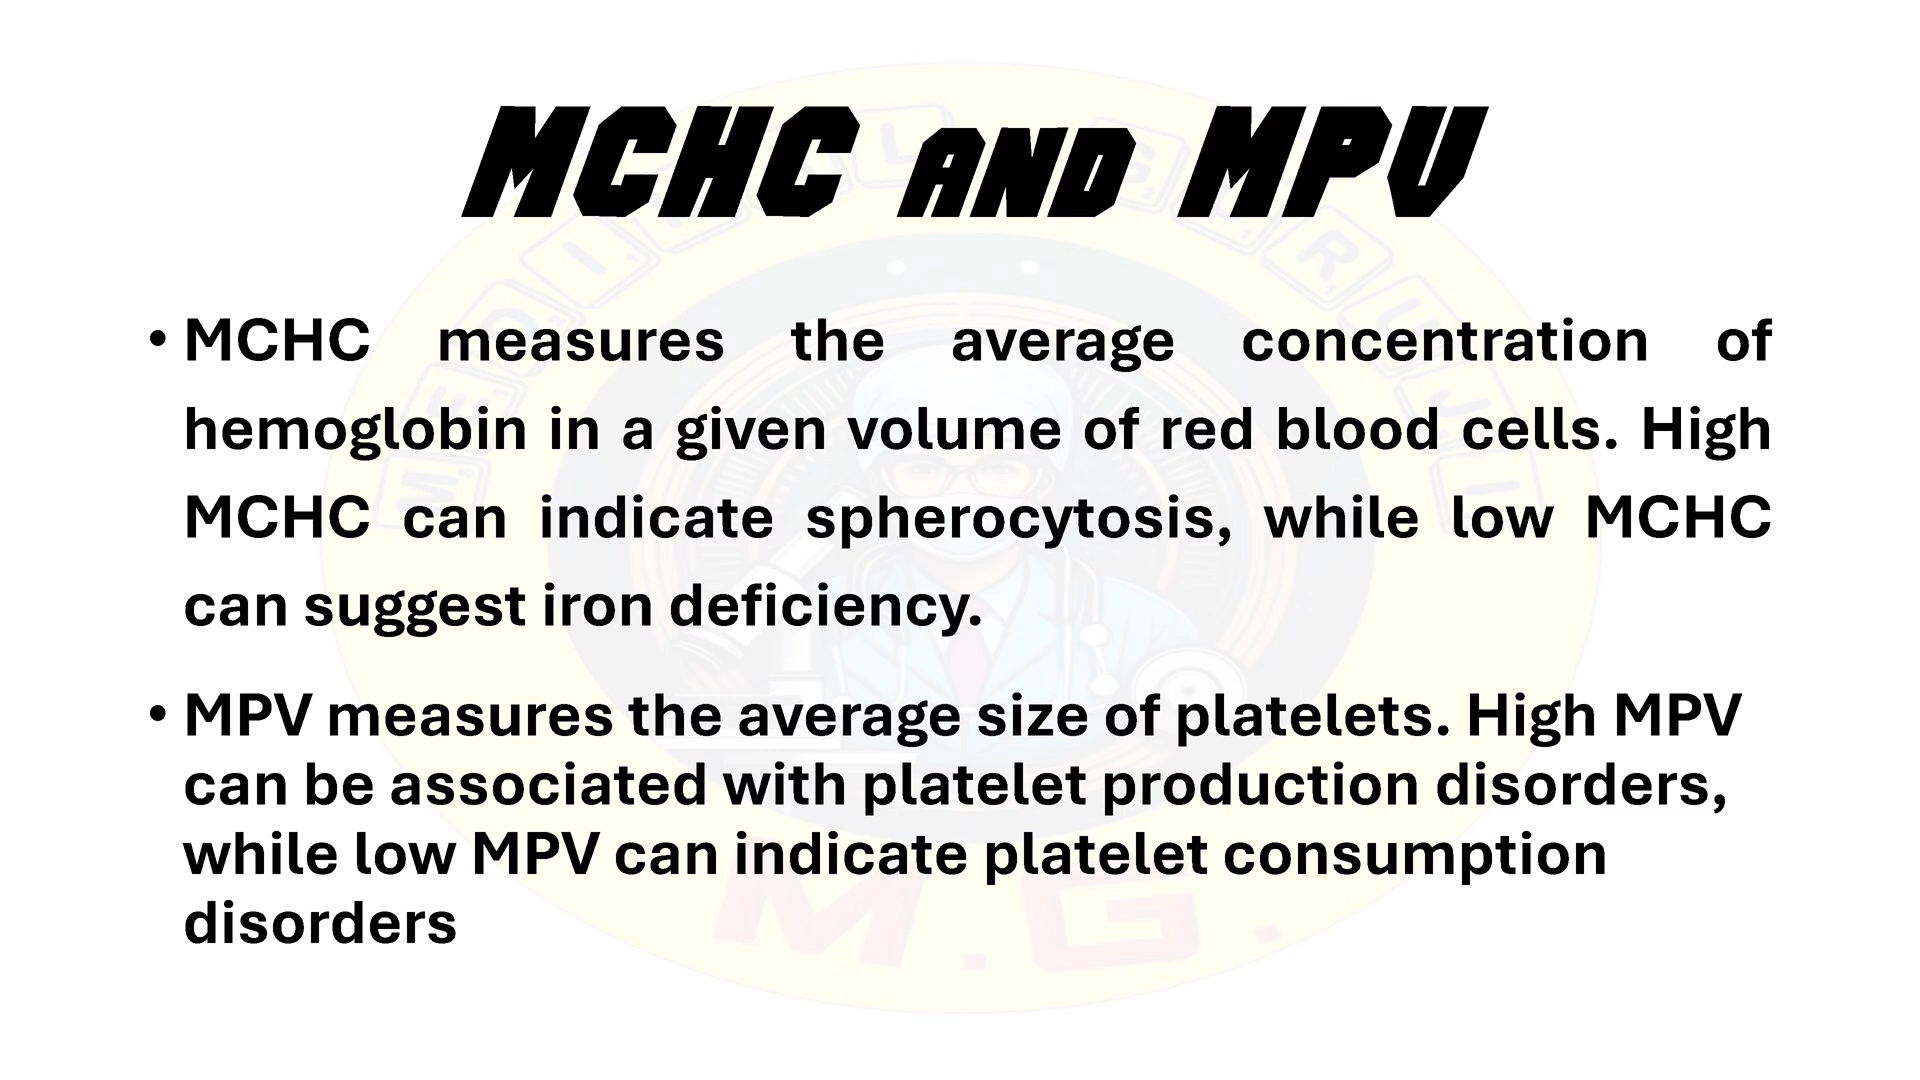 MCHC AND MPV
• MCHC measures the average concentration of
hemoglobin in a given volume of red blood cells. High
MCHC can indicate spherocytosis, while low MCHC
can suggest iron deficiency.
• MPV measures the average size of platelets. High MPV
can be associated with platelet production disorders,
while low MPV can indicate platelet consumption
disorders
MEDICAL GURUJI
M.G.